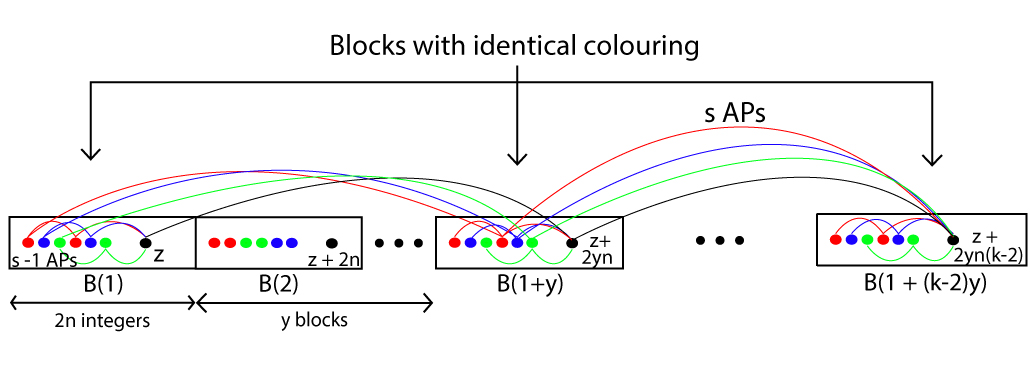 Blocks with identical colouring
s APs
s -1 APs
z
z + 2n
z+
2yn
z +
2yn(k-2)
B(1)
B(2)
B(1+y)
B(1 + (k-2)y)
2n integers
y blocks